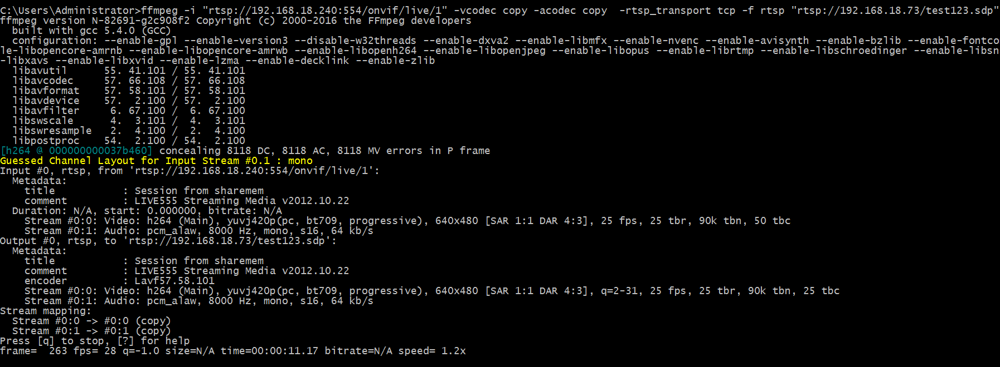 C:\Users\Administrator>ffmpeg -i "rtsp://192.168.18.240:554/onvif/live/1" -vcodec copy -acodec copy  -rtsp_transport tcp -f rtsp "rtsp://192.168.18.73/test123.sdp"
ffmpeg version N-82691-g2c908f2 Copyright (c) 2000-2016 the FFmpeg developers
  built with gcc 5.4.0 (GCC)
  configuration: --enable-gpl --enable-version3 --disable-w32threads --enable-dxva2 --enable-libmfx --enable-nvenc --enable-avisynth --enable-bzlib --enable-fontco
le-libopencore-amrnb --enable-libopencore-amrwb --enable-libopenh264 --enable-libopenjpeg --enable-libopus --enable-librtmp --enable-libschroedinger --enable-libsn
-libxavs --enable-libxvid --enable-lzma --enable-decklink --enable-zlib
  libavutil      55. 41.101 / 55. 41.101
  libavcodec     57. 66.108 / 57. 66.108
  libavformat    57. 58.101 / 57. 58.101
  libavdevice    57.  2.100 / 57.  2.100
  libavfilter     6. 67.100 /  6. 67.100
  libswscale      4.  3.101 /  4.  3.101
  libswresample   2.  4.100 /  2.  4.100
  libpostproc    54.  2.100 / 54.  2.100
[h264 @ 000000000037b460] concealing 8118 DC, 8118 AC, 8118 MV errors in P frame
Guessed Channel Layout for Input Stream #0.1 : mono
Input #0, rtsp, from 'rtsp://192.168.18.240:554/onvif/live/1':
  Metadata:
    title           : Session from sharemem
    comment         : LIVE555 Streaming Media v2012.10.22
  Duration: N/A, start: 0.000000, bitrate: N/A
    Stream #0:0: Video: h264 (Main), yuvj420p(pc, bt709, progressive), 640x480 [SAR 1:1 DAR 4:3], 25 fps, 25 tbr, 90k tbn, 50 tbc
    Stream #0:1: Audio: pcm_alaw, 8000 Hz, mono, s16, 64 kb/s
Output #0, rtsp, to 'rtsp://192.168.18.73/test123.sdp':
  Metadata:
    title           : Session from sharemem
    comment         : LIVE555 Streaming Media v2012.10.22
    encoder         : Lavf57.58.101
    Stream #0:0: Video: h264 (Main), yuvj420p(pc, bt709, progressive), 640x480 [SAR 1:1 DAR 4:3], q=2-31, 25 fps, 25 tbr, 90k tbn, 25 tbc
    Stream #0:1: Audio: pcm_alaw, 8000 Hz, mono, s16, 64 kb/s
Stream mapping:
  Stream #0:0 -> #0:0 (copy)
  Stream #0:1 -> #0:1 (copy)
Press [q] to stop, [?] for help
frame=  263 fps= 28 q=-1.0 size=N/A time=00:00:11.17 bitrate=N/A speed= 1.2x